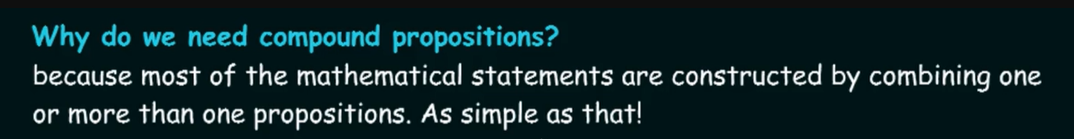 Why do we need compound propositions?
because most of the mathematical statements are constructed by combining one
or more than one propositions. As simple as that!